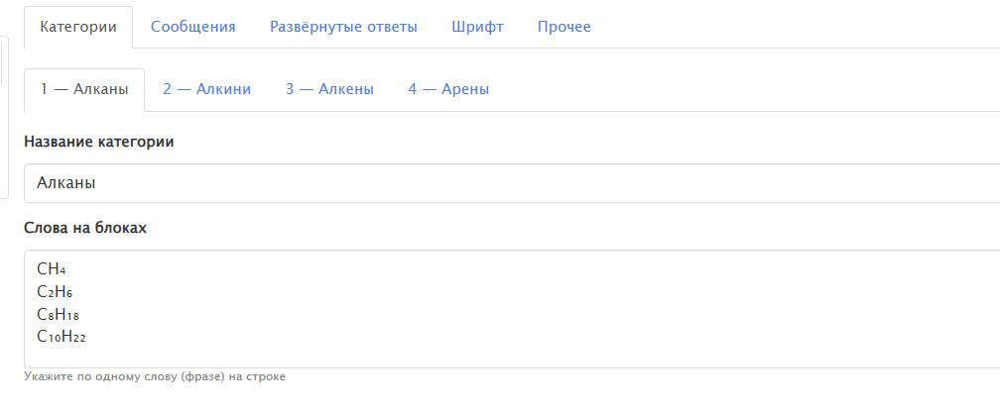 Категории Сообщения Развёрнутые ответы Шрифт Прочее
1 — Алканы 2 — Алкини 3 — Алкены 4 — Арены
Название категории
Алканы
Слова на блоках
CH₄
C₂H₆
C₈H₁₈
C₁₀H₂₂
Укажите по одному слову (фразе) на строке